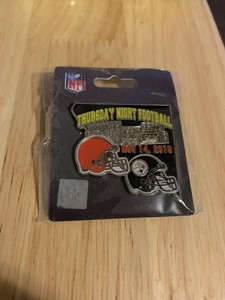 NFL
THURSDAY NIGHT FOOTBALL
NOV 14, 2019